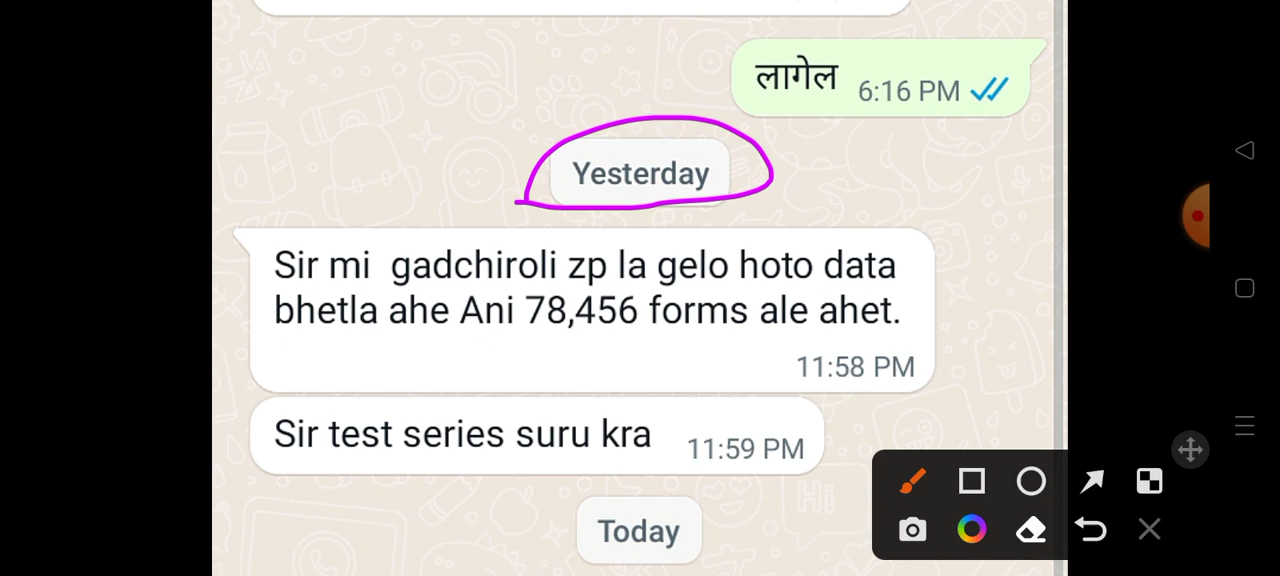 लागेल 6:16 PM
Yesterday
Sir mi gadchiroli zp la gelo hoto data
bhetla ahe Ani 78,456 forms ale ahet.
11:58 PM
Sir test series suru kra 11:59 PM
Today